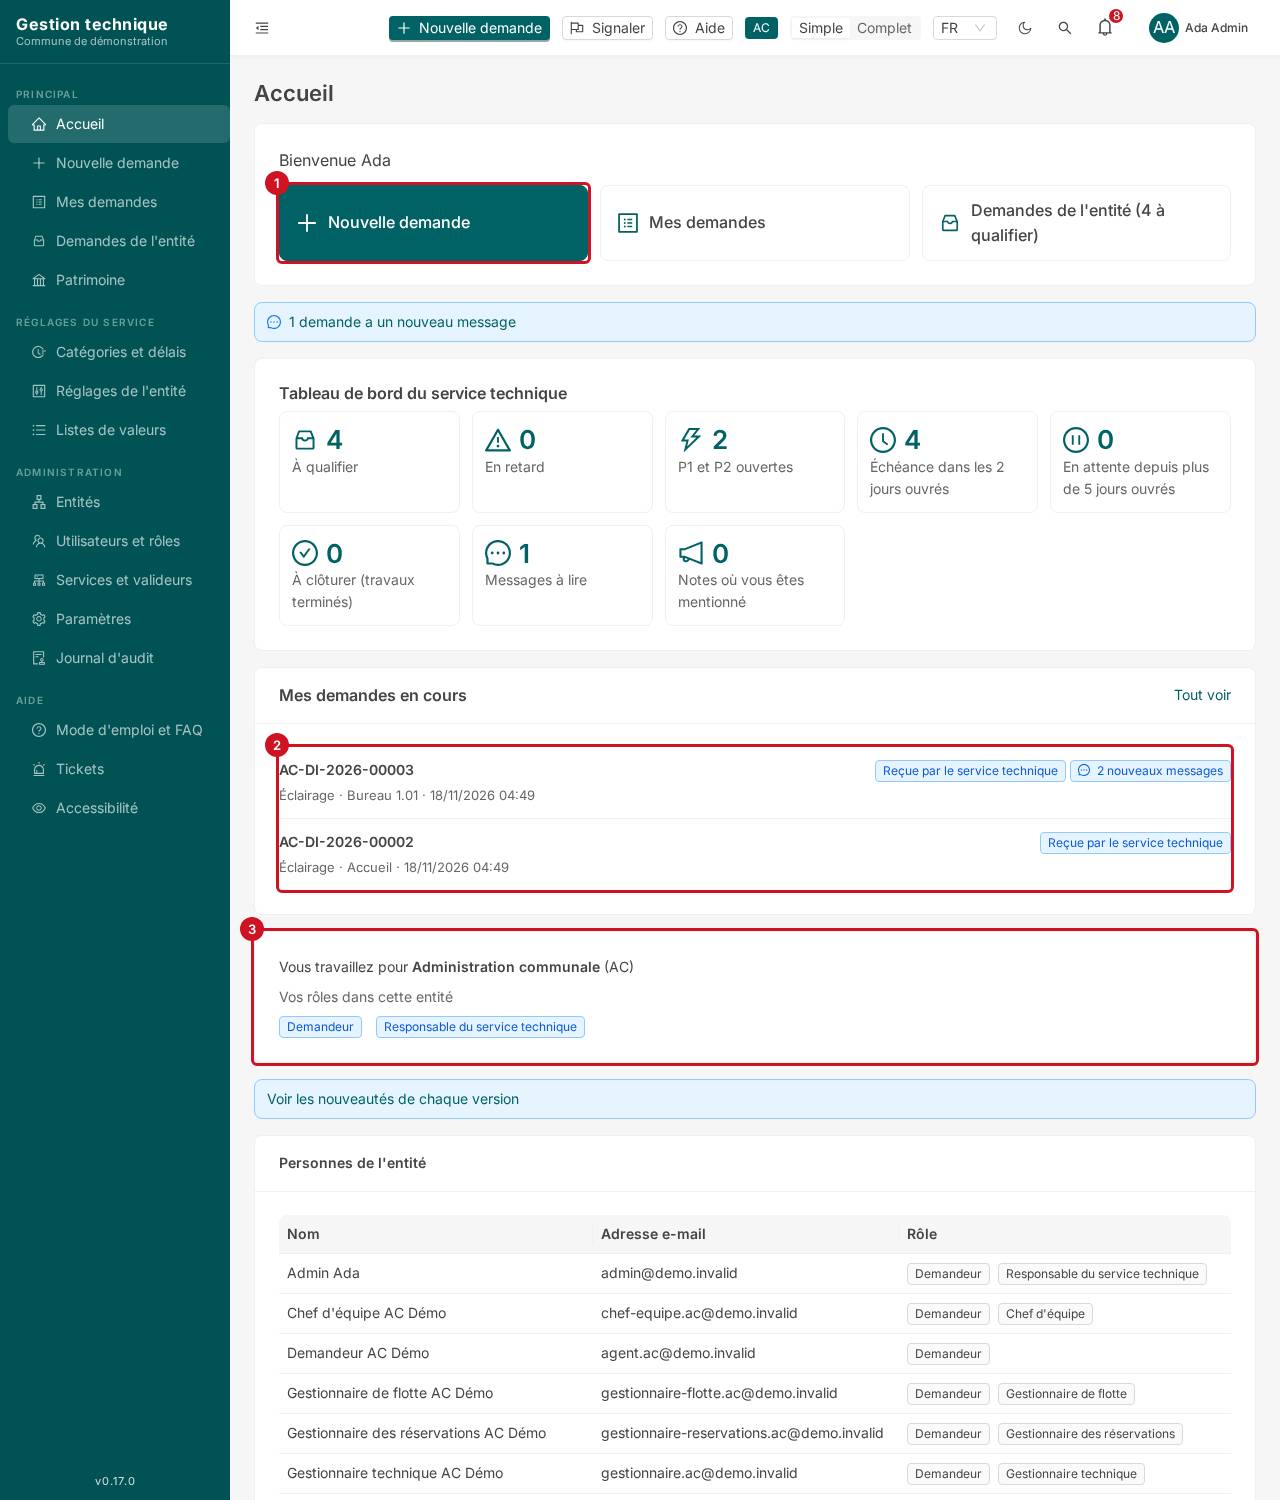 Gestion technique
Commune de démonstration
PRINCIPAL
Accueil
Nouvelle demande
Mes demandes
Demandes de l'entité
Patrimoine
RÉGLAGES DU SERVICE
Catégories et délais
Réglages de l'entité
Listes de valeurs
ADMINISTRATION
Entités
Utilisateurs et rôles
Services et valideurs
Paramètres
Journal d'audit
AIDE
Mode d'emploi et FAQ
Tickets
Accessibilité
v0.17.0
Nouvelle demande
Signaler
Aide
AC
Simple
Complet
FR
8
AA
Ada Admin
Accueil
Bienvenue Ada
1
Nouvelle demande
Mes demandes
Demandes de l'entité (4 à
qualifier)
1 demande a un nouveau message
Tableau de bord du service technique
4
À qualifier
0
En retard
2
P1 et P2 ouvertes
4
Échéance dans les 2
jours ouvrés
0
En attente depuis plus
de 5 jours ouvrés
0
À clôturer (travaux
terminés)
1
Messages à lire
0
Notes où vous êtes
mentionné
Mes demandes en cours
Tout voir
2
AC-DI-2026-00003
Reçue par le service technique
2 nouveaux messages
Éclairage · Bureau 1.01 · 18/11/2026 04:49
AC-DI-2026-00002
Reçue par le service technique
Éclairage · Accueil · 18/11/2026 04:49
3
Vous travaillez pour Administration communale (AC)
Vos rôles dans cette entité
Demandeur
Responsable du service technique
Voir les nouveautés de chaque version
Personnes de l'entité
Nom
Adresse e-mail
Rôle
Admin Ada
admin@demo.invalid
Demandeur
Responsable du service technique
Chef d'équipe AC Démo
chef-equipe.ac@demo.invalid
Demandeur
Chef d'équipe
Demandeur AC Démo
agent.ac@demo.invalid
Demandeur
Gestionnaire de flotte AC Démo
gestionnaire-flotte.ac@demo.invalid
Demandeur
Gestionnaire de flotte
Gestionnaire des réservations AC Démo
gestionnaire-reservations.ac@demo.invalid
Demandeur
Gestionnaire des réservations
Gestionnaire technique AC Démo
gestionnaire.ac@demo.invalid
Demandeur
Gestionnaire technique